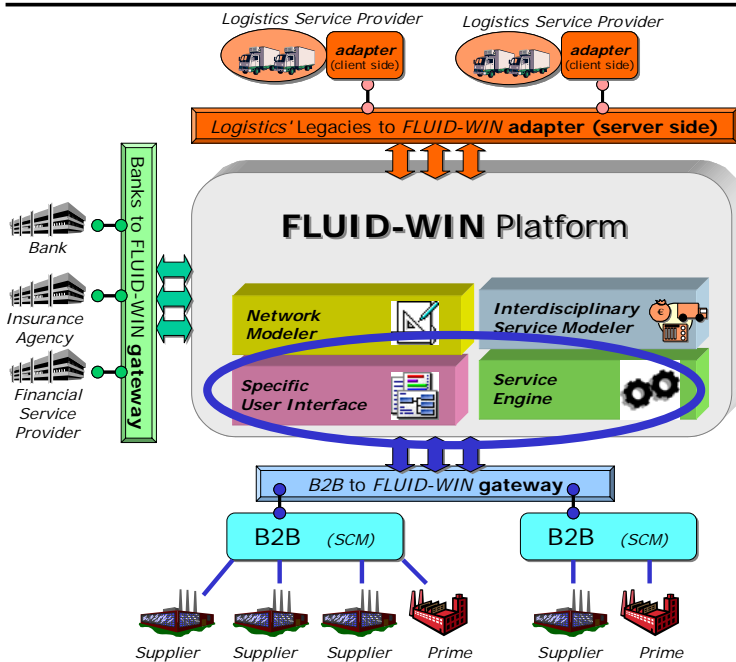 Logistics Service Provider
adapter
(client side)
Logistics Service Provider
adapter
(client side)
Logistics' Legacies to FLUID-WIN adapter (server side)
Banks to FLUID-WIN gateway
Bank
Insurance
Agency
Financial
Service
Provider
FLUID-WIN Platform
Network
Modeler
Interdisciplinary
Service Modeler
€
Specific
User Interface
Service
Engine
B2B to FLUID-WIN gateway
B2B (SCM)
B2B (SCM)
Supplier
Supplier
Supplier
Prime
Supplier
Prime